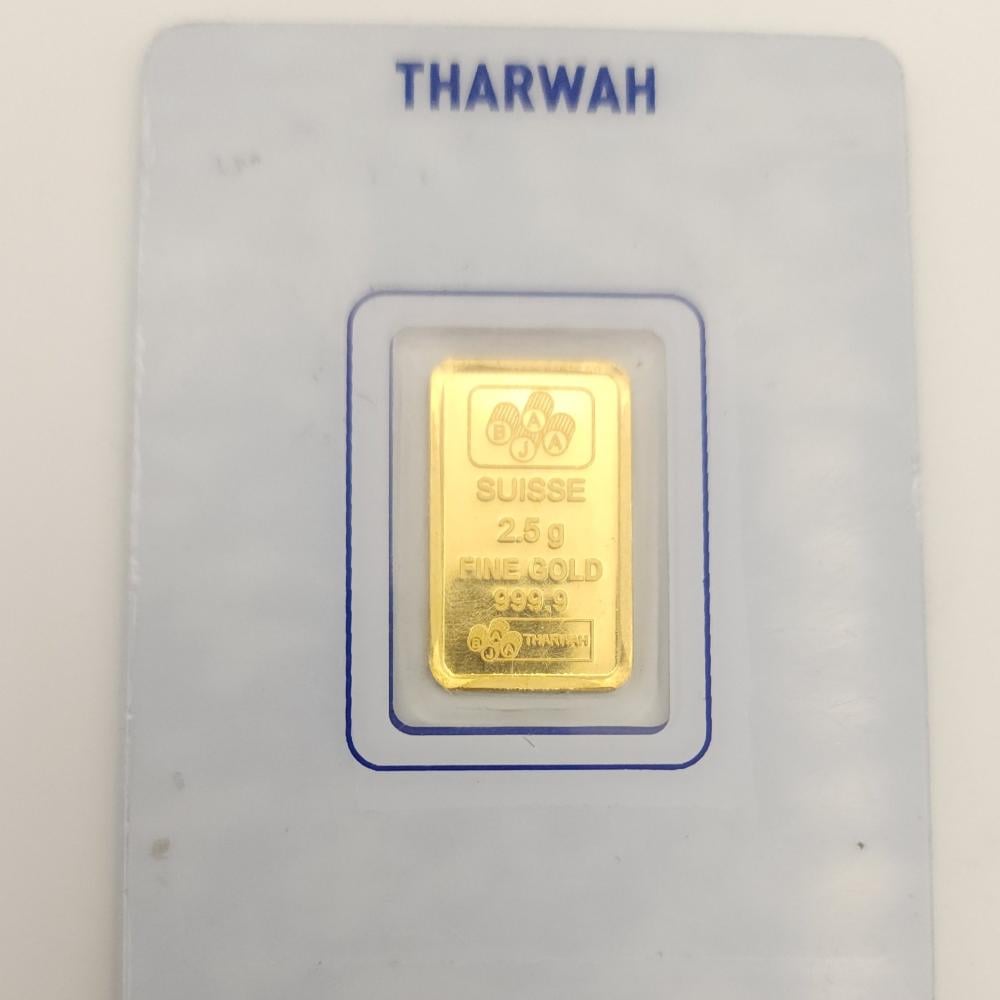 THARWAH
B A J A
SUISSE
2.5 g
FINE GOLD
999.9
B A J A THARWAH